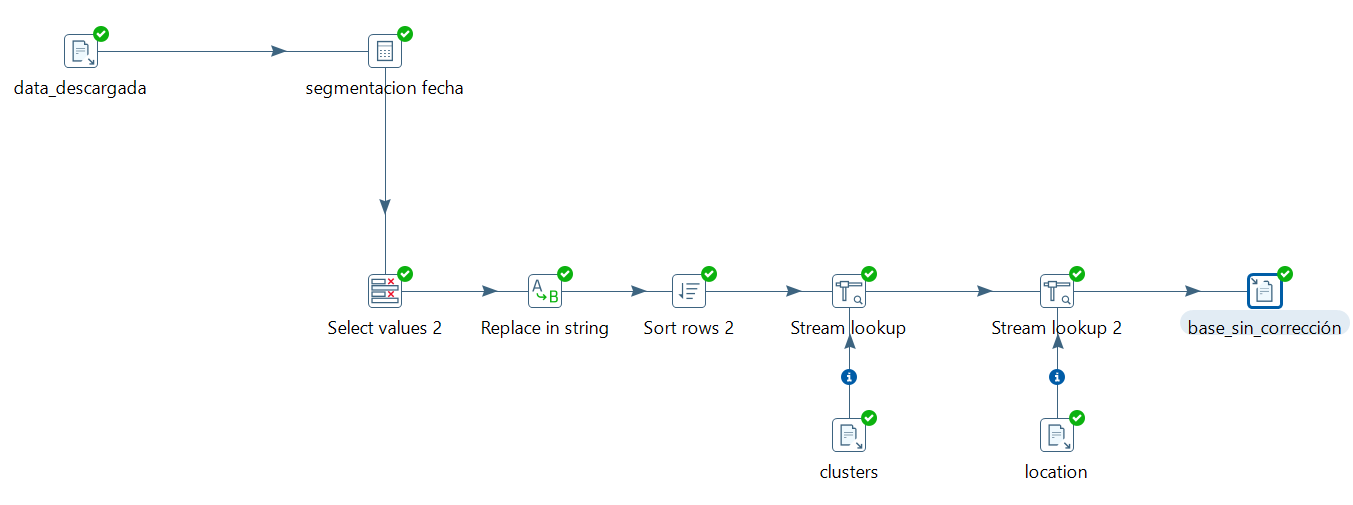 data_descargada
segmentacion fecha
Select values 2
A
B
Replace in string
Sort rows 2
Stream lookup
Stream lookup 2
base_sin_corrección
i
i
clusters
location